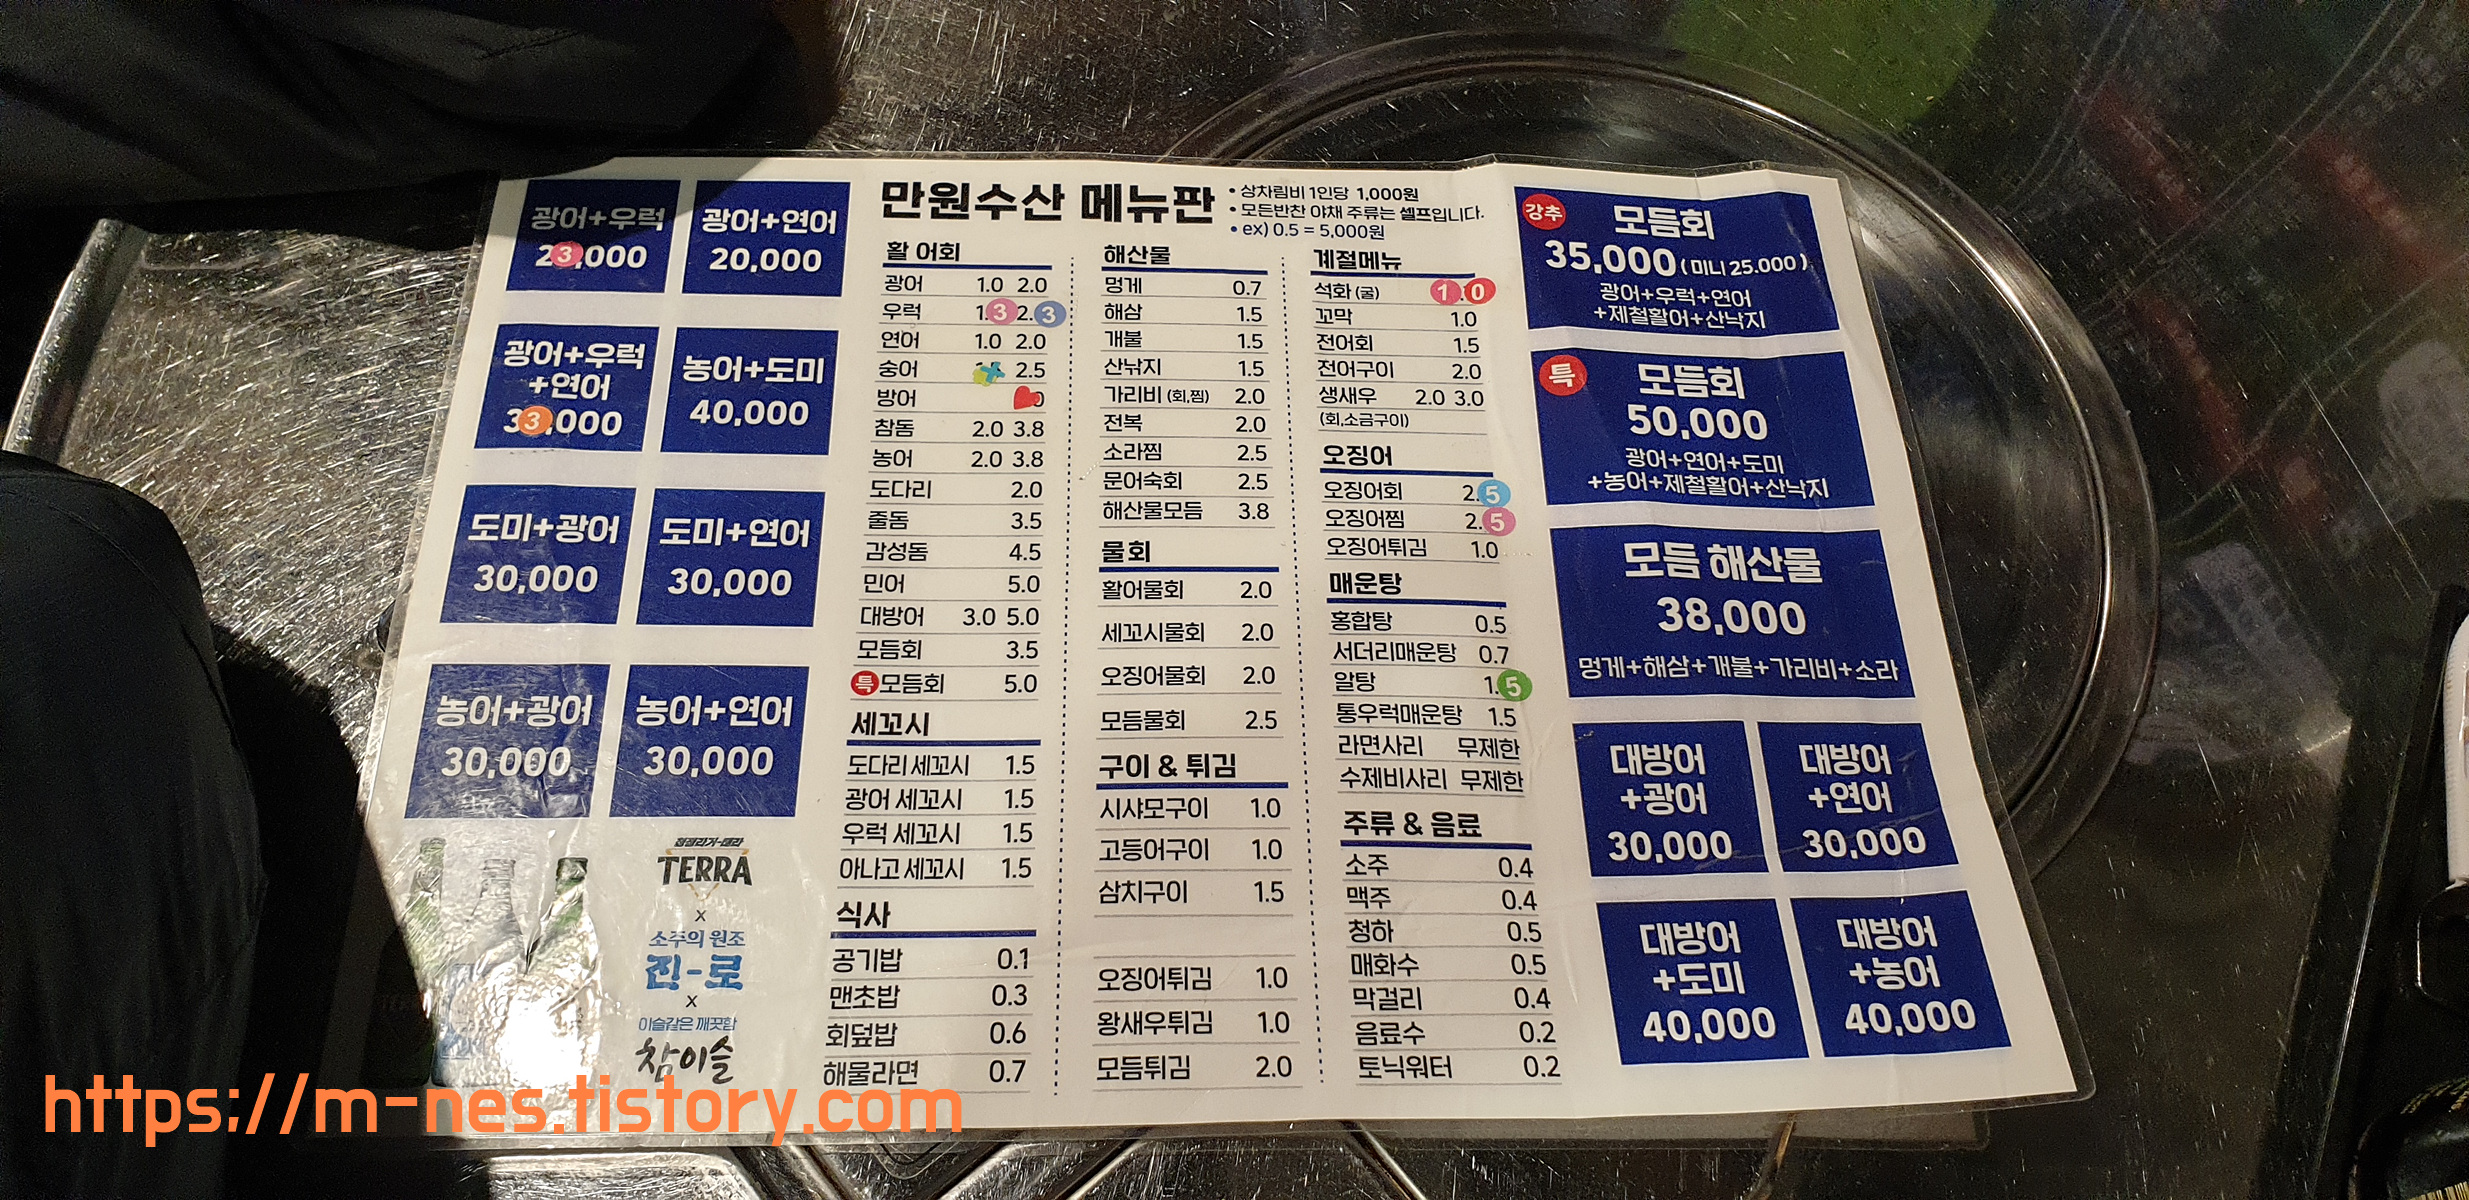 광어+우럭
23,000
광어+연어
20,000
광어+우럭
+연어
33,000
농어+도미
40,000
도미+광어
30,000
도미+연어
30,000
농어+광어
30,000
농어+연어
30,000
청정라거-테라
TERRA
x
소주의 원조
진-로
x
이슬같은 깨끗함
참이슬
만원수산 메뉴판
• 상차림비 1인당 1,000원
• 모든반찬 야채 주류는 셀프입니다.
• ex) 0.5 = 5,000원
활 어회
광어 1.0 2.0
우럭 1.3 2.3
연어 1.0 2.0
숭어 2.5
방어
참돔 2.0 3.8
농어 2.0 3.8
도다리 2.0
줄돔 3.5
감성돔 4.5
민어 5.0
대방어 3.0 5.0
모듬회 3.5
특 모듬회 5.0
세꼬시
도다리 세꼬시 1.5
광어 세꼬시 1.5
우럭 세꼬시 1.5
아나고 세꼬시 1.5
식사
공기밥 0.1
맨초밥 0.3
회덮밥 0.6
해물라면 0.7
해산물
멍게 0.7
해삼 1.5
개불 1.5
산낚지 1.5
가리비 (회,찜) 2.0
전복 2.0
소라찜 2.5
문어숙회 2.5
해산물모듬 3.8
물회
활어물회 2.0
세꼬시물회 2.0
오징어물회 2.0
모듬물회 2.5
구이 & 튀김
시샤모구이 1.0
고등어구이 1.0
삼치구이 1.5
오징어튀김 1.0
왕새우튀김 1.0
모듬튀김 2.0
계절메뉴
석화 (굴) 1.0
꼬막 1.0
전어회 1.5
전어구이 2.0
생새우 2.0 3.0
(회,소금구이)
오징어
오징어회 2.5
오징어찜 2.5
오징어튀김 1.0
매운탕
홍합탕 0.5
서더리매운탕 0.7
알탕 1.5
통우럭매운탕 1.5
라면사리 무제한
수제비사리 무제한
주류 & 음료
소주 0.4
맥주 0.4
청하 0.5
매화수 0.5
막걸리 0.4
음료수 0.2
토닉워터 0.2
강추
모듬회
35,000 ( 미니 25.000 )
광어+우럭+연어
+제철활어+산낙지
특
모듬회
50,000
광어+연어+도미
+농어+제철활어+산낙지
모듬 해산물
38,000
멍게+해삼+개불+가리비+소라
대방어
+광어
30,000
대방어
+연어
30,000
대방어
+도미
40,000
대방어
+농어
40,000
https://m-nes.tistory.com